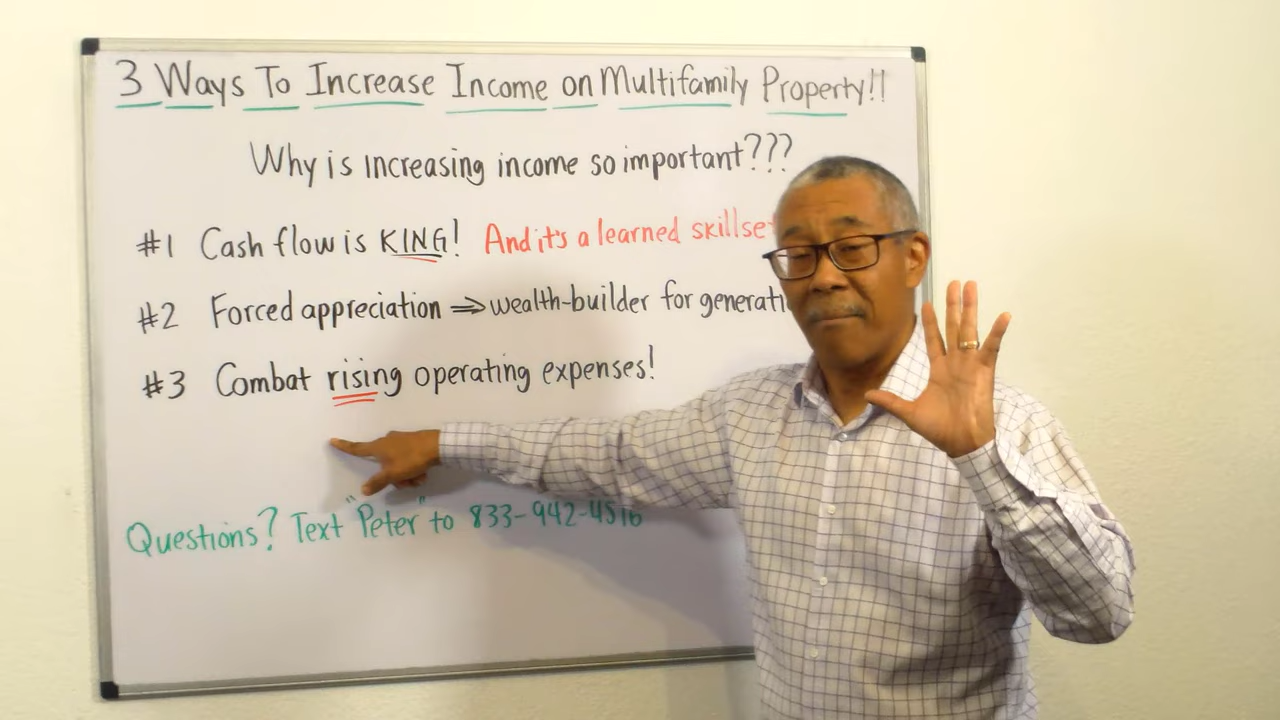 3 Ways To Increase Income on Multifamily Property!!
Why is increasing income so important???
#1 Cash flow is KING! And it's a learned skillse
#2 Forced appreciation ⇒ wealth-builder for generati
#3 Combat rising operating expenses!
Questions? Text "Peter" to 833-942-4516